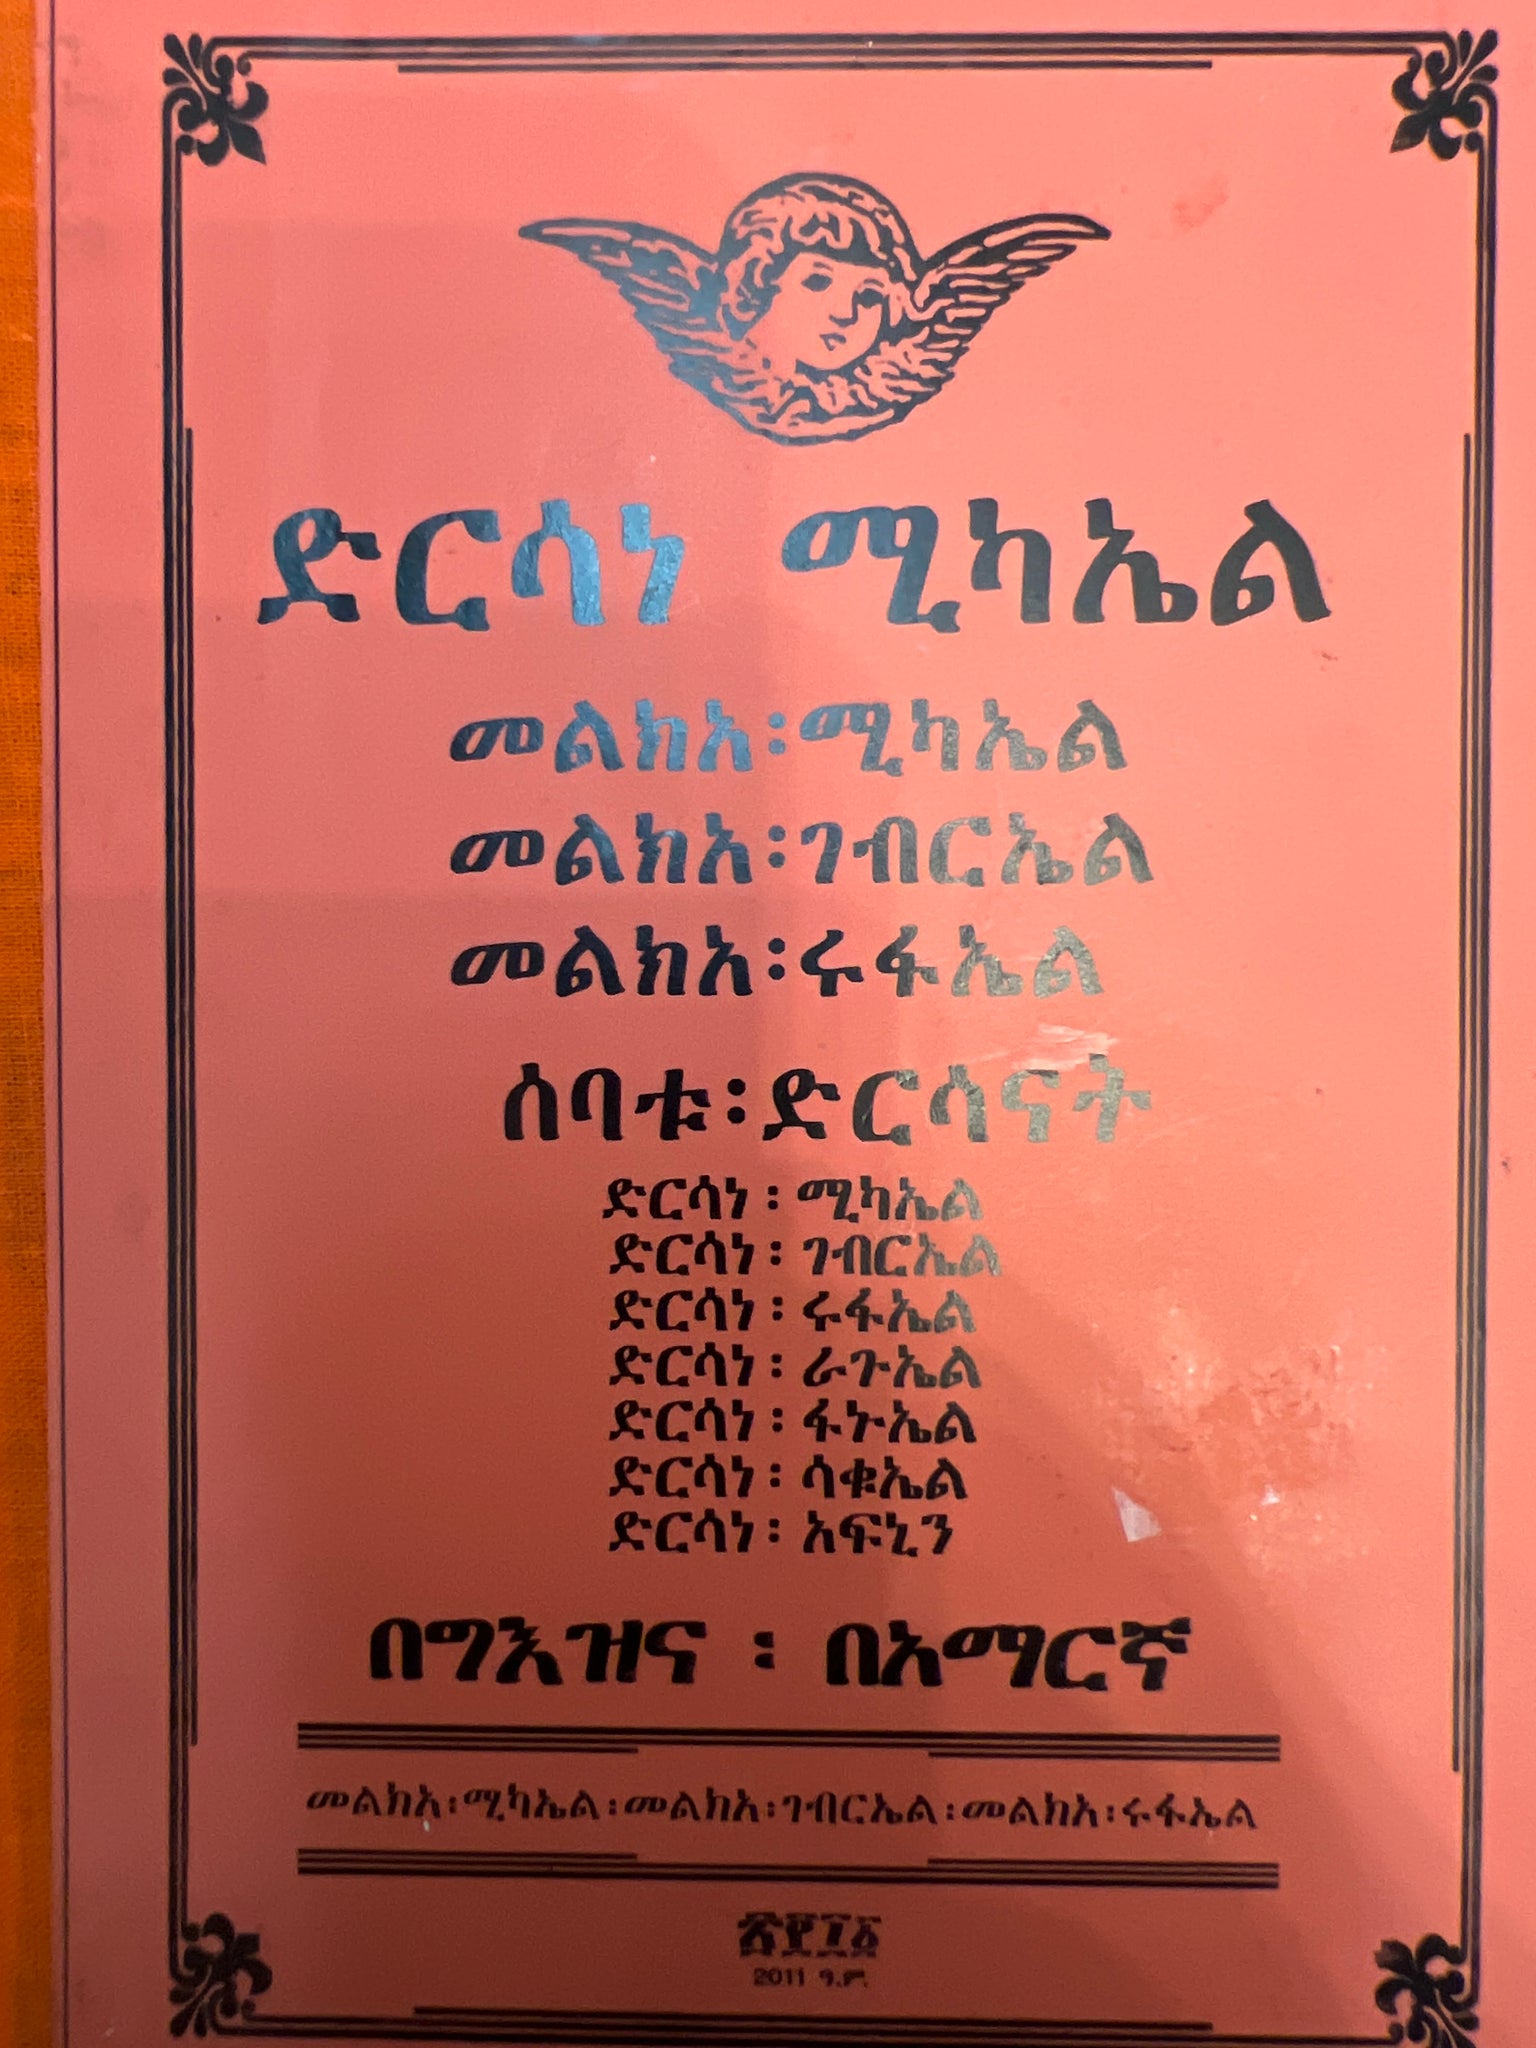 ድርሳነ ሚካኤል
መልክአ፡ሚካኤል
መልክአ፡ገብርኤል
መልክአ፡ሩፋኤል
ሰባቱ፡ድርሳናት
ድርሳነ፡ ሚካኤል
ድርሳነ፡ ገብርኤል
ድርሳነ፡ ሩፋኤል
ድርሳነ፡ ራጉኤል
ድርሳነ፡ ፋኑኤል
ድርሳነ፡ ሳቁኤል
ድርሳነ፡ አፍኒን
በግእዝና ፡ በአማርኛ
መልክአ፡ሚካኤል፡መልክአ፡ገብርኤል፡መልክአ፡ሩፋኤል
፳፻፲፩
2011 ዓ.ም.